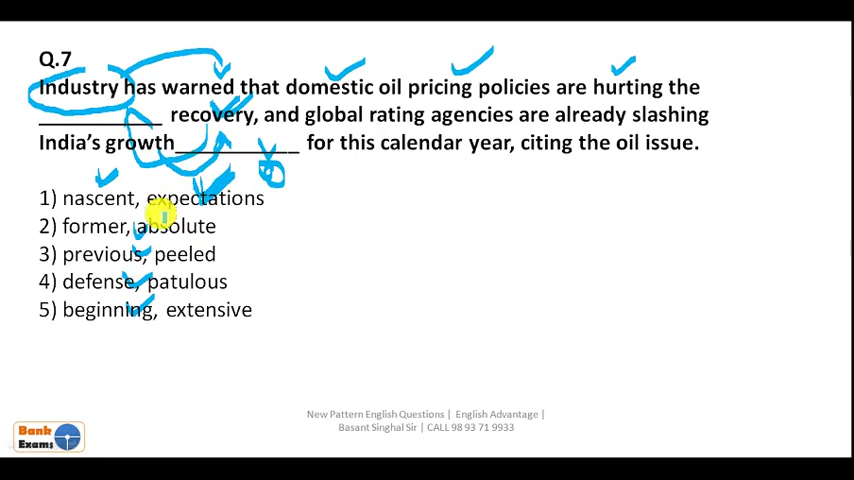 Q.7
Industry has warned that domestic oil pricing policies are hurting the
____________ recovery, and global rating agencies are already slashing
India's growth____________ for this calendar year, citing the oil issue.
1) nascent, expectations
2) former, absolute
3) previous, peeled
4) defense, patulous
5) beginning, extensive
New Pattern English Questions | English Advantage |
Basant Singhal Sir | CALL 98 93 71 9933
Bank
Exams